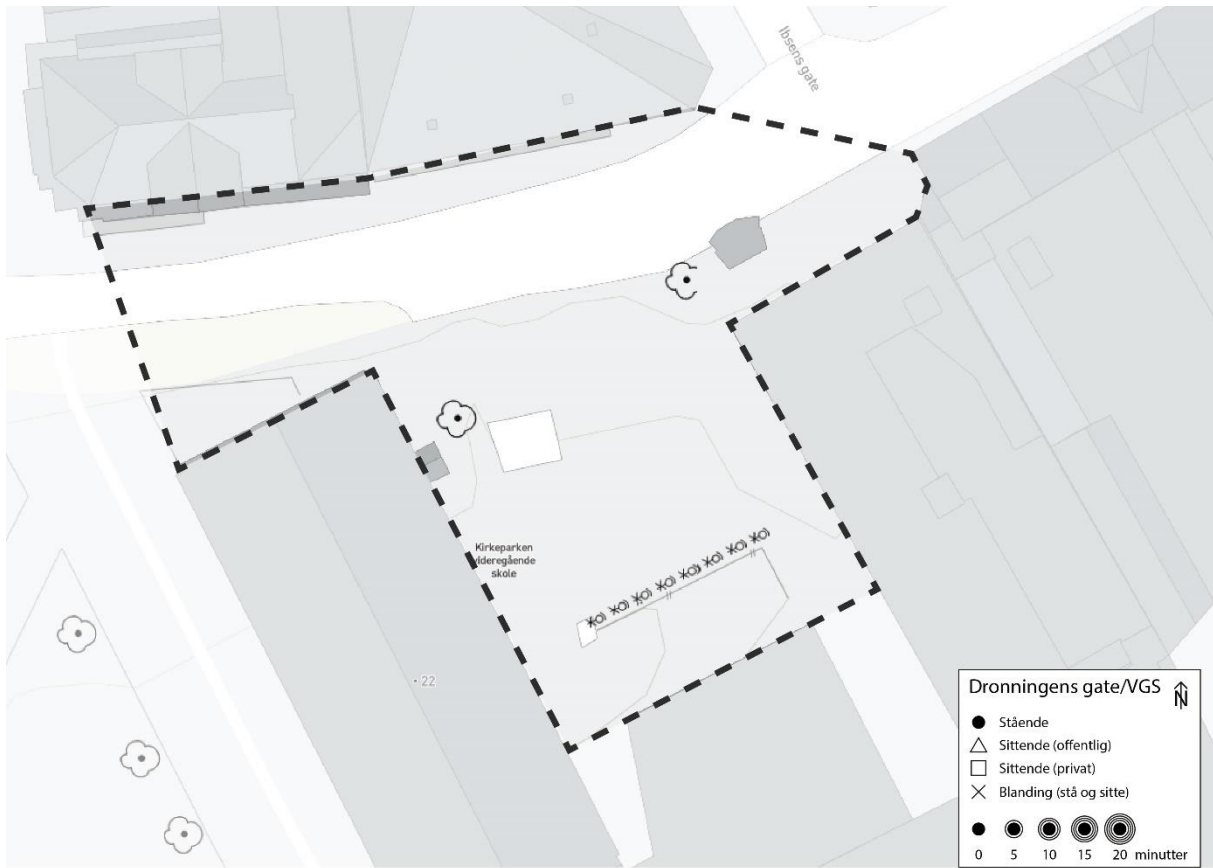 Ibsens gate
Kirkeparken
videregående
skole
22
Dronningens gate/VGS
N
Stående
Sittende (offentlig)
Sittende (privat)
Blanding (stå og sitte)
0 5 10 15 20 minutter